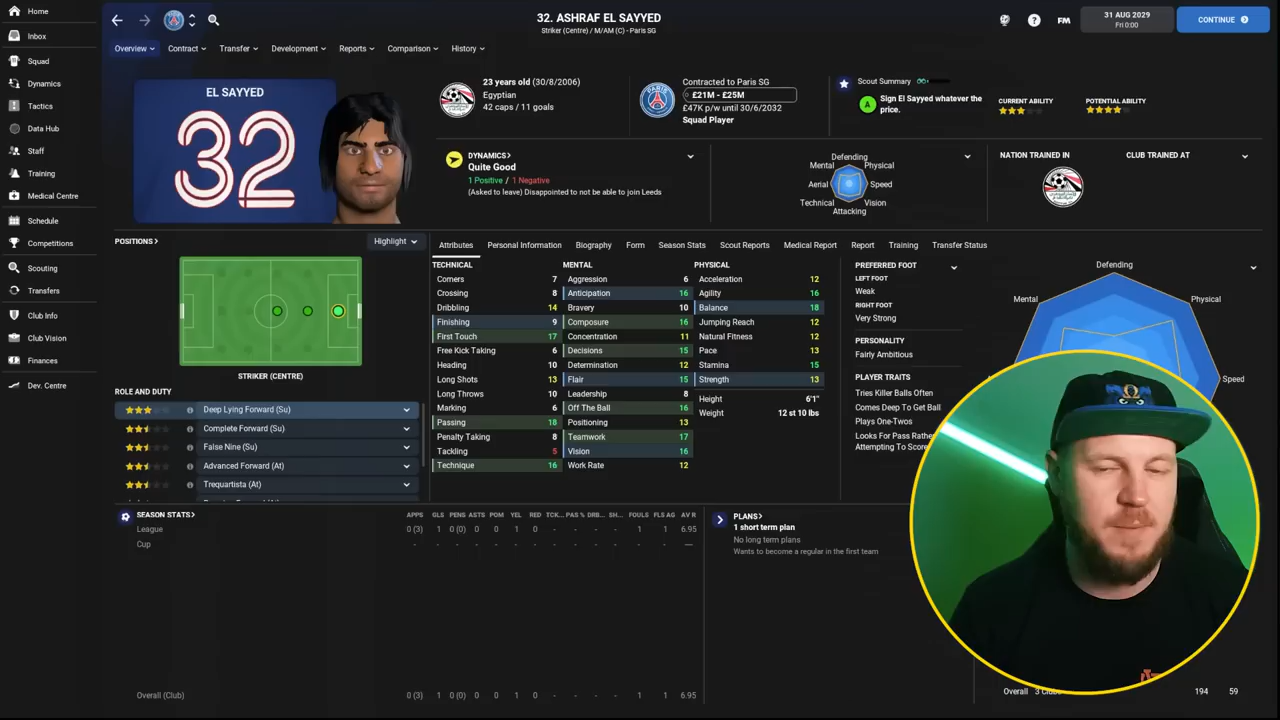 Home
Inbox
Squad
Dynamics
Tactics
Data Hub
Staff
Training
Medical Centre
Schedule
Competitions
Scouting
Transfers
Club Info
Club Vision
Finances
Dev. Centre
32. ASHRAF EL SAYYED
Striker (Centre) / M/AM (C) - Paris SG
FM
31 AUG 2029
Fri 0:00
CONTINUE
Overview Contract Transfer Development Reports Comparison History
EL SAYYED
32
23 years old (30/8/2006)
Egyptian
42 caps / 11 goals
PARIS
Contracted to Paris SG
£21M - £25M
£47K p/w until 30/6/2032
Squad Player
Scout Summary
A
Sign El Sayyed whatever the price.
CURRENT ABILITY
POTENTIAL ABILITY
DYNAMICS>
Quite Good
1 Positive / 1 Negative
(Asked to leave) Disappointed to not be able to join Leeds
Defending
Mental Physical
Aerial Speed
Technical Vision
Attacking
NATION TRAINED IN
CLUB TRAINED AT
POSITIONS>
Highlight
STRIKER (CENTRE)
ROLE AND DUTY
Deep Lying Forward (Su)
Complete Forward (Su)
False Nine (Su)
Advanced Forward (At)
Trequartista (At)
Attributes Personal Information Biography Form Season Stats Scout Reports Medical Report Report Training Transfer Status
TECHNICAL
Corners 7
Crossing 8
Dribbling 14
Finishing 9
First Touch 17
Free Kick Taking 6
Heading 10
Long Shots 13
Long Throws 10
Marking 6
Passing 18
Penalty Taking 8
Tackling 5
Technique 16
MENTAL
Aggression 6
Anticipation 16
Bravery 10
Composure 16
Concentration 11
Decisions 15
Determination 12
Flair 15
Leadership 8
Off The Ball 16
Positioning 13
Teamwork 17
Vision 16
Work Rate 12
PHYSICAL
Acceleration 12
Agility 16
Balance 18
Jumping Reach 12
Natural Fitness 12
Pace 13
Stamina 15
Strength 13
Height 6'1"
Weight 12 st 10 lbs
PREFERRED FOOT
LEFT FOOT
Weak
RIGHT FOOT
Very Strong
PERSONALITY
Fairly Ambitious
PLAYER TRAITS
Tries Killer Balls Often
Comes Deep To Get Ball
Plays One-Twos
Looks For Pass Rather
Attempting To Score
Defending
Mental Physical
Speed
SEASON STATS>
APPS GLS PENS ASTS POM YEL RED TCK... PAS % DRB... SH... FOULS FLS AG AV R
League 0 (3) 1 0(0) 0 0 1 0 - - - - 1 1 6.95
Cup - - - - - - - - - - - - - —
Overall (Club) 0 (3) 1 0 (0) 0 0 1 0 - - - - 1 1 6.95
PLANS>
1 short term plan
No long term plans
Wants to become a regular in the first team
Overall 194 59